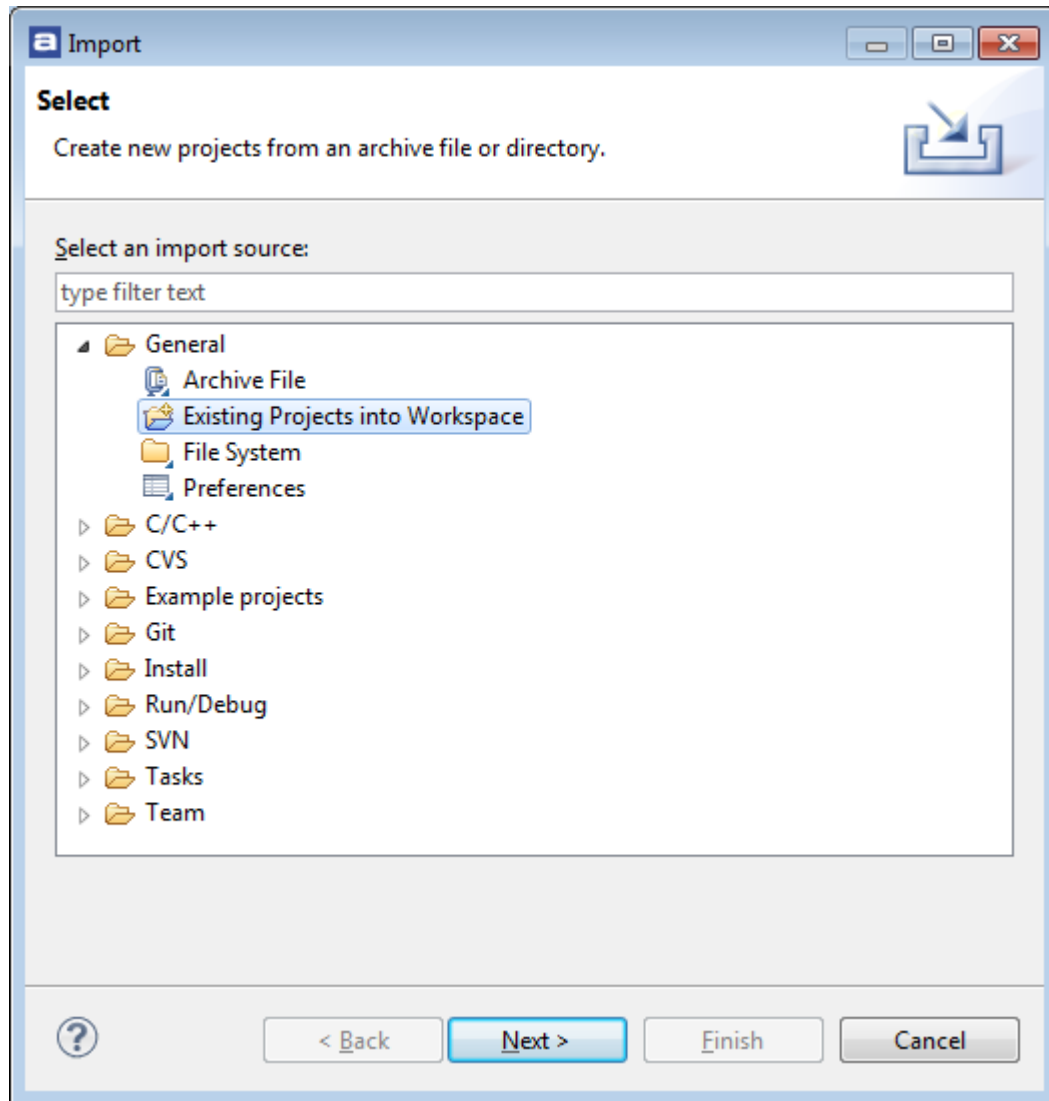 a Import
Select
Create new projects from an archive file or directory.
Select an import source:
type filter text
General
Archive File
Existing Projects into Workspace
File System
Preferences
C/C++
CVS
Example projects
Git
Install
Run/Debug
SVN
Tasks
Team
? < Back Next > Finish Cancel